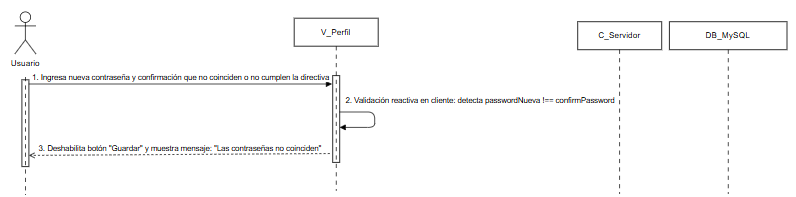 V_Perfil
C_Servidor
DB_MySQL
Usuario
1. Ingresa nueva contraseña y confirmación que no coinciden o no cumplen la directiva
2. Validación reactiva en cliente: detecta passwordNueva !== confirmPassword
3. Deshabilita botón "Guardar" y muestra mensaje: "Las contraseñas no coinciden"